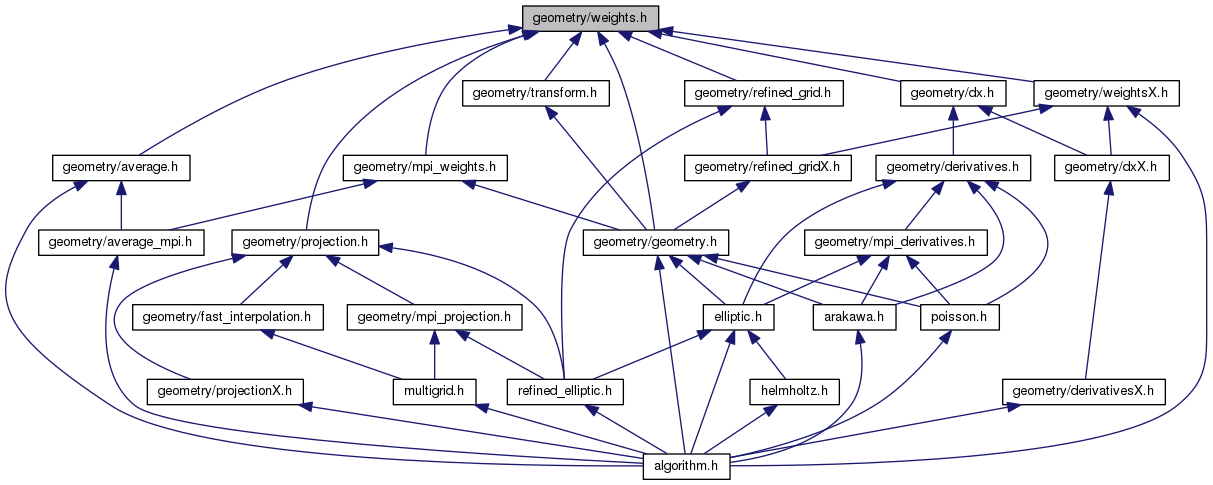 geometry/weights.h
geometry/transform.h
geometry/refined_grid.h
geometry/dx.h
geometry/weightsX.h
geometry/average.h
geometry/mpi_weights.h
geometry/refined_gridX.h
geometry/derivatives.h
geometry/dxX.h
geometry/average_mpi.h
geometry/projection.h
geometry/geometry.h
geometry/mpi_derivatives.h
geometry/fast_interpolation.h
geometry/mpi_projection.h
elliptic.h
arakawa.h
poisson.h
geometry/projectionX.h
multigrid.h
refined_elliptic.h
helmholtz.h
geometry/derivativesX.h
algorithm.h